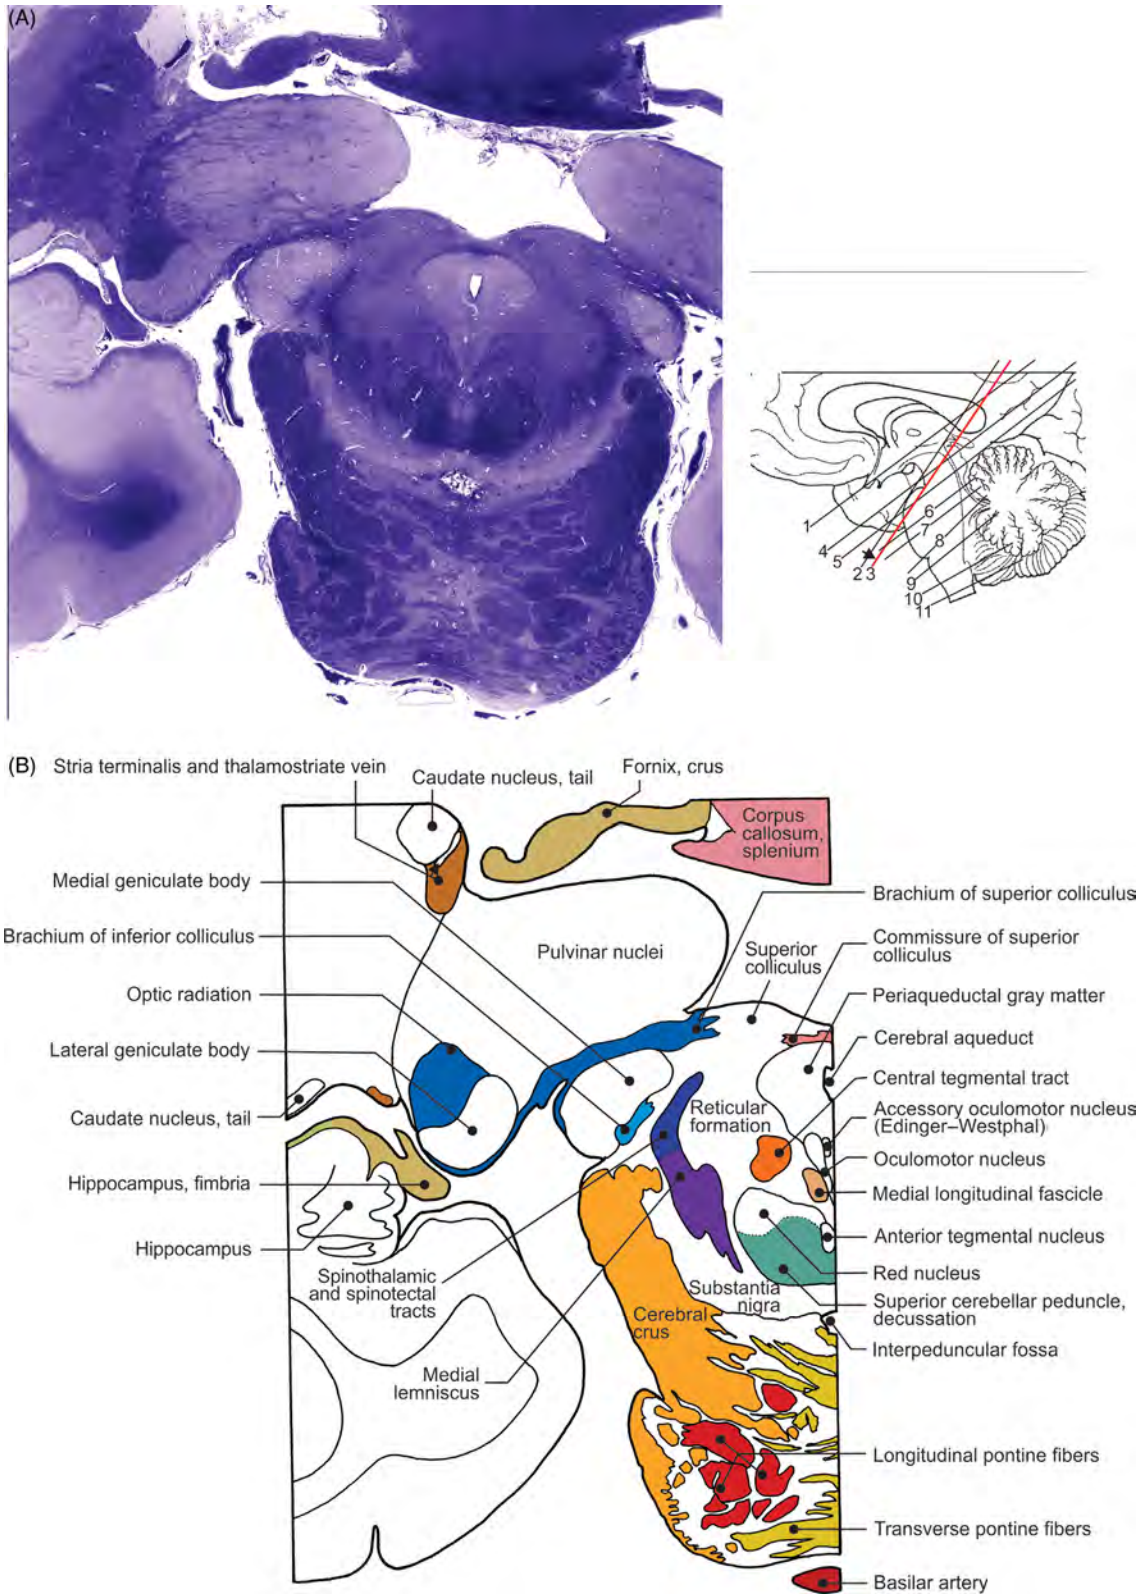 (A)
1
4
5
2
3
6
7
8
9
10
11
(B)
Stria terminalis and thalamostriate vein
Caudate nucleus, tail
Fornix, crus
Corpus
callosum,
splenium
Medial geniculate body
Brachium of superior colliculus
Brachium of inferior colliculus
Pulvinar nuclei
Superior
colliculus
Commissure of superior
colliculus
Optic radiation
Periaqueductal gray matter
Lateral geniculate body
Cerebral aqueduct
Central tegmental tract
Caudate nucleus, tail
Reticular
formation
Accessory oculomotor nucleus
(Edinger–Westphal)
Oculomotor nucleus
Hippocampus, fimbria
Medial longitudinal fascicle
Hippocampus
Anterior tegmental nucleus
Spinothalamic
and spinotectal
tracts
Substantia
nigra
Red nucleus
Superior cerebellar peduncle,
decussation
Cerebral
crus
Interpeduncular fossa
Medial
lemniscus
Longitudinal pontine fibers
Transverse pontine fibers
Basilar artery